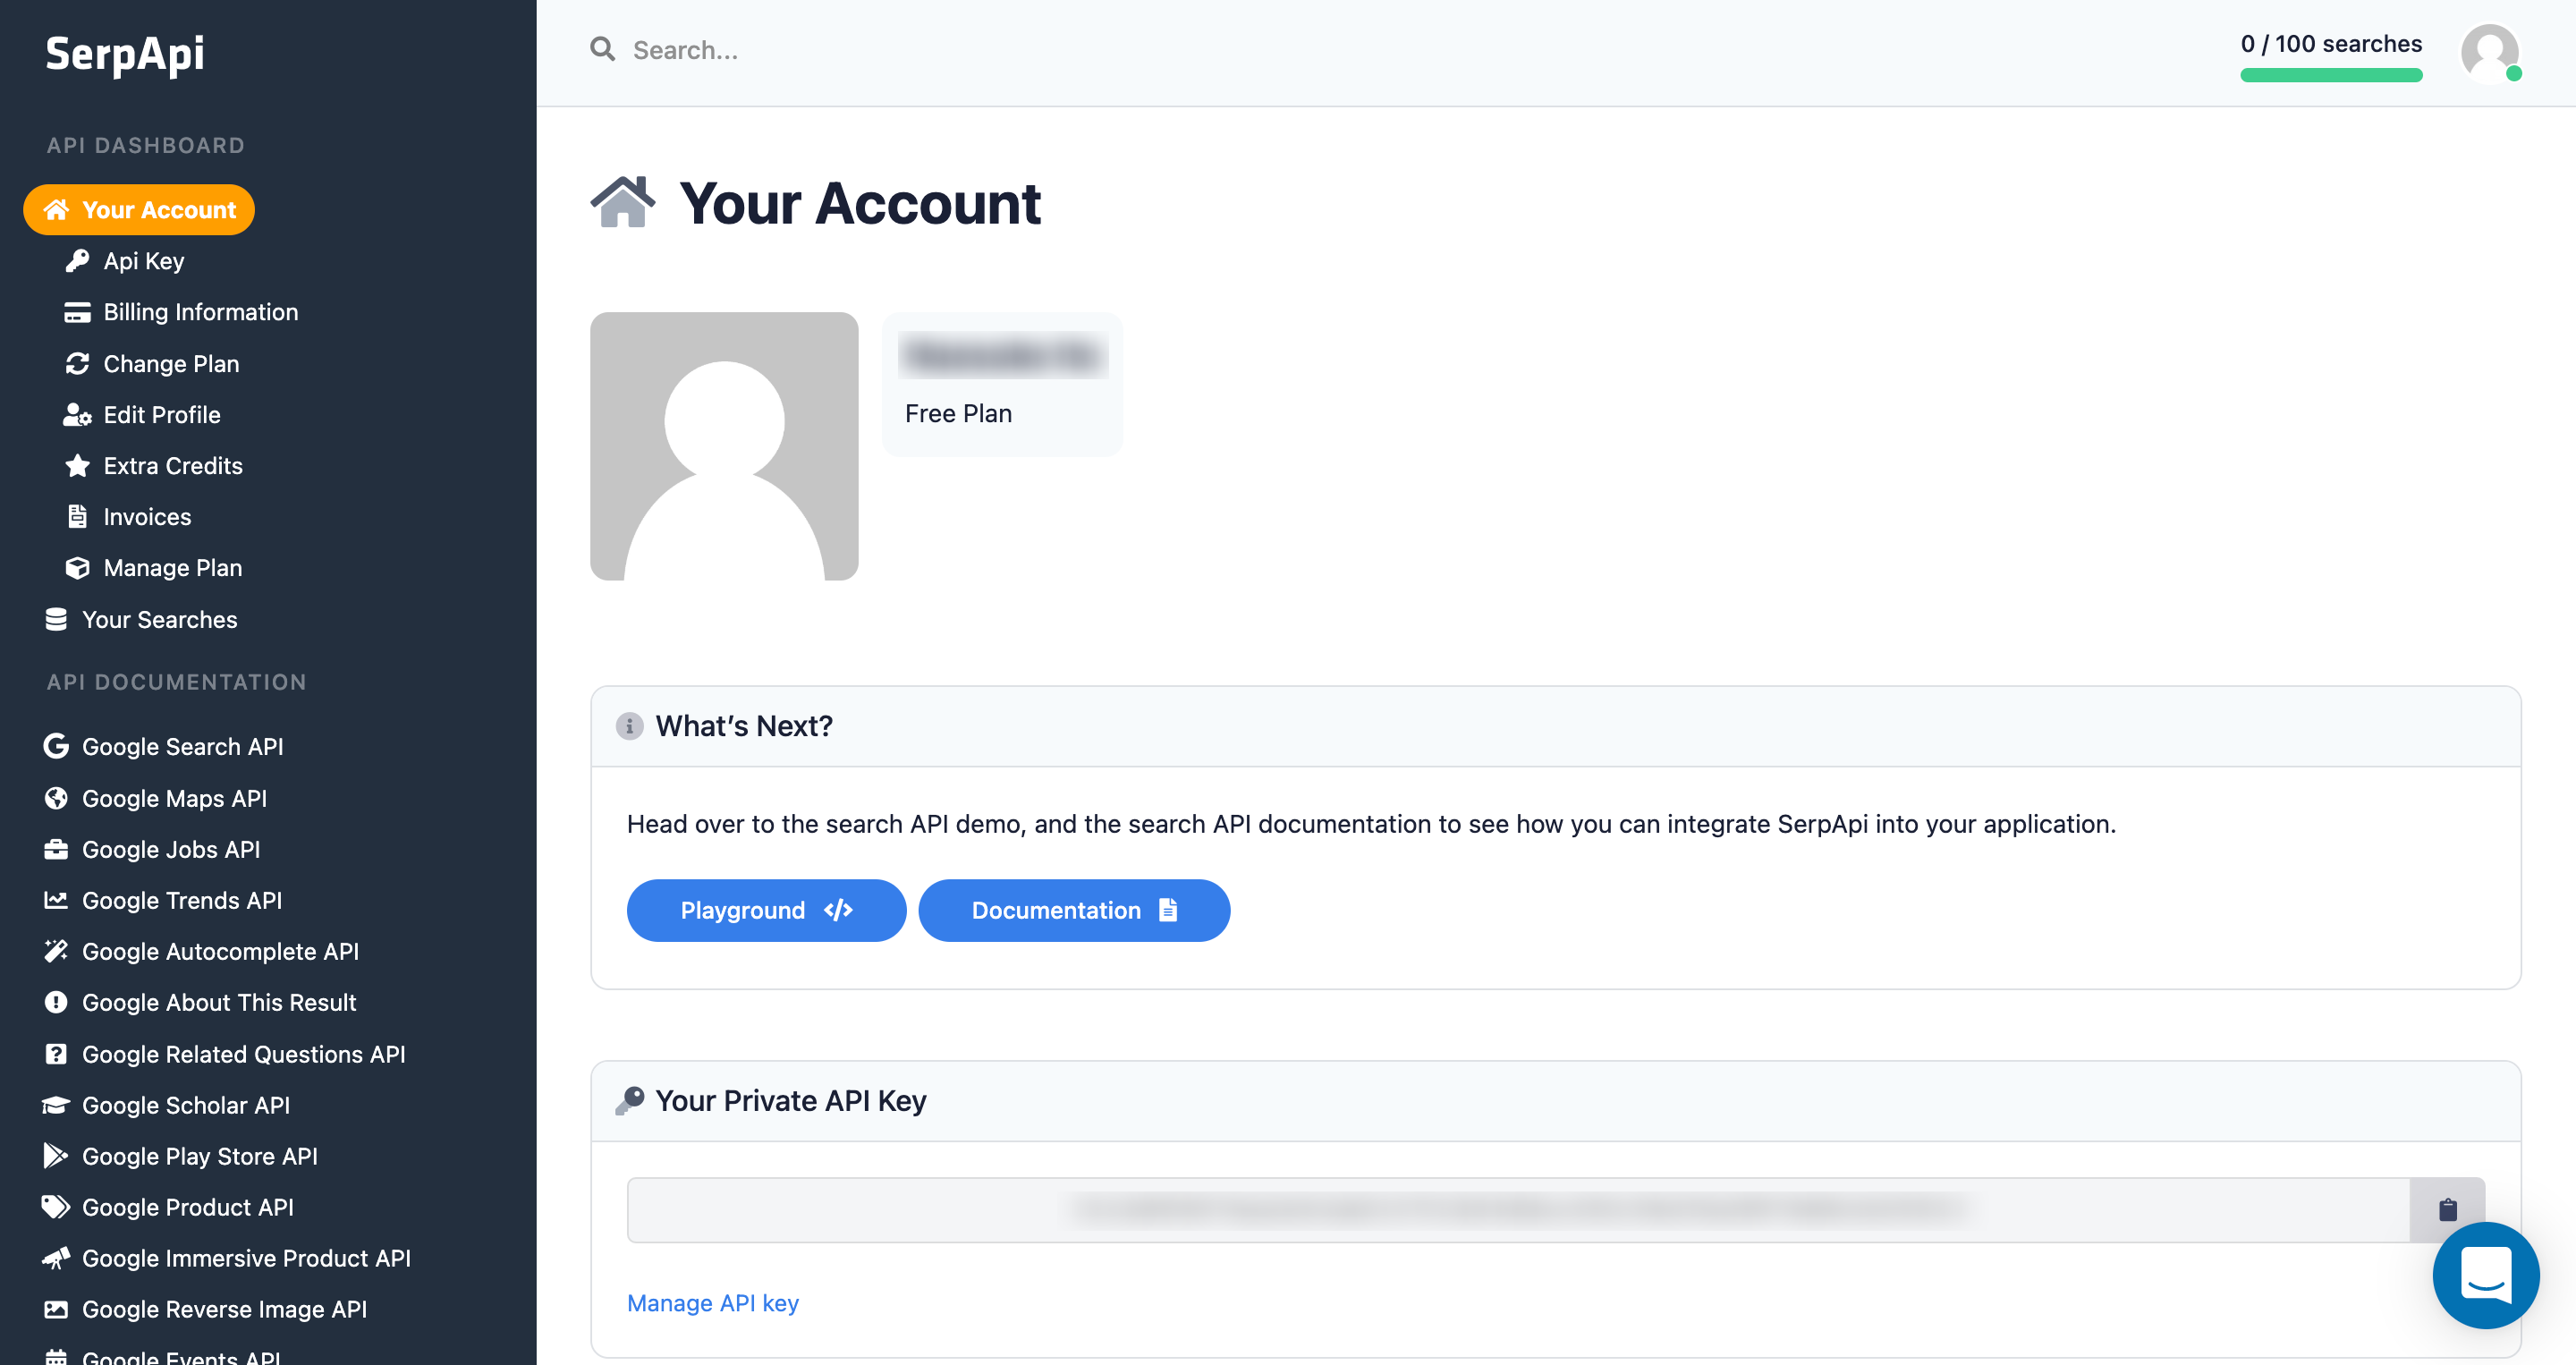 SerpApi
API DASHBOARD
Your Account
Api Key
Billing Information
Change Plan
Edit Profile
Extra Credits
Invoices
Manage Plan
Your Searches
API DOCUMENTATION
Google Search API
Google Maps API
Google Jobs API
Google Trends API
Google Autocomplete API
Google About This Result
Google Related Questions API
Google Scholar API
Google Play Store API
Google Product API
Google Immersive Product API
Google Reverse Image API
Google Events API
Search...
0 / 100 searches
Your Account
Free Plan
What's Next?
Head over to the search API demo, and the search API documentation to see how you can integrate SerpApi into your application.
Playground
Documentation
Your Private API Key
Manage API key